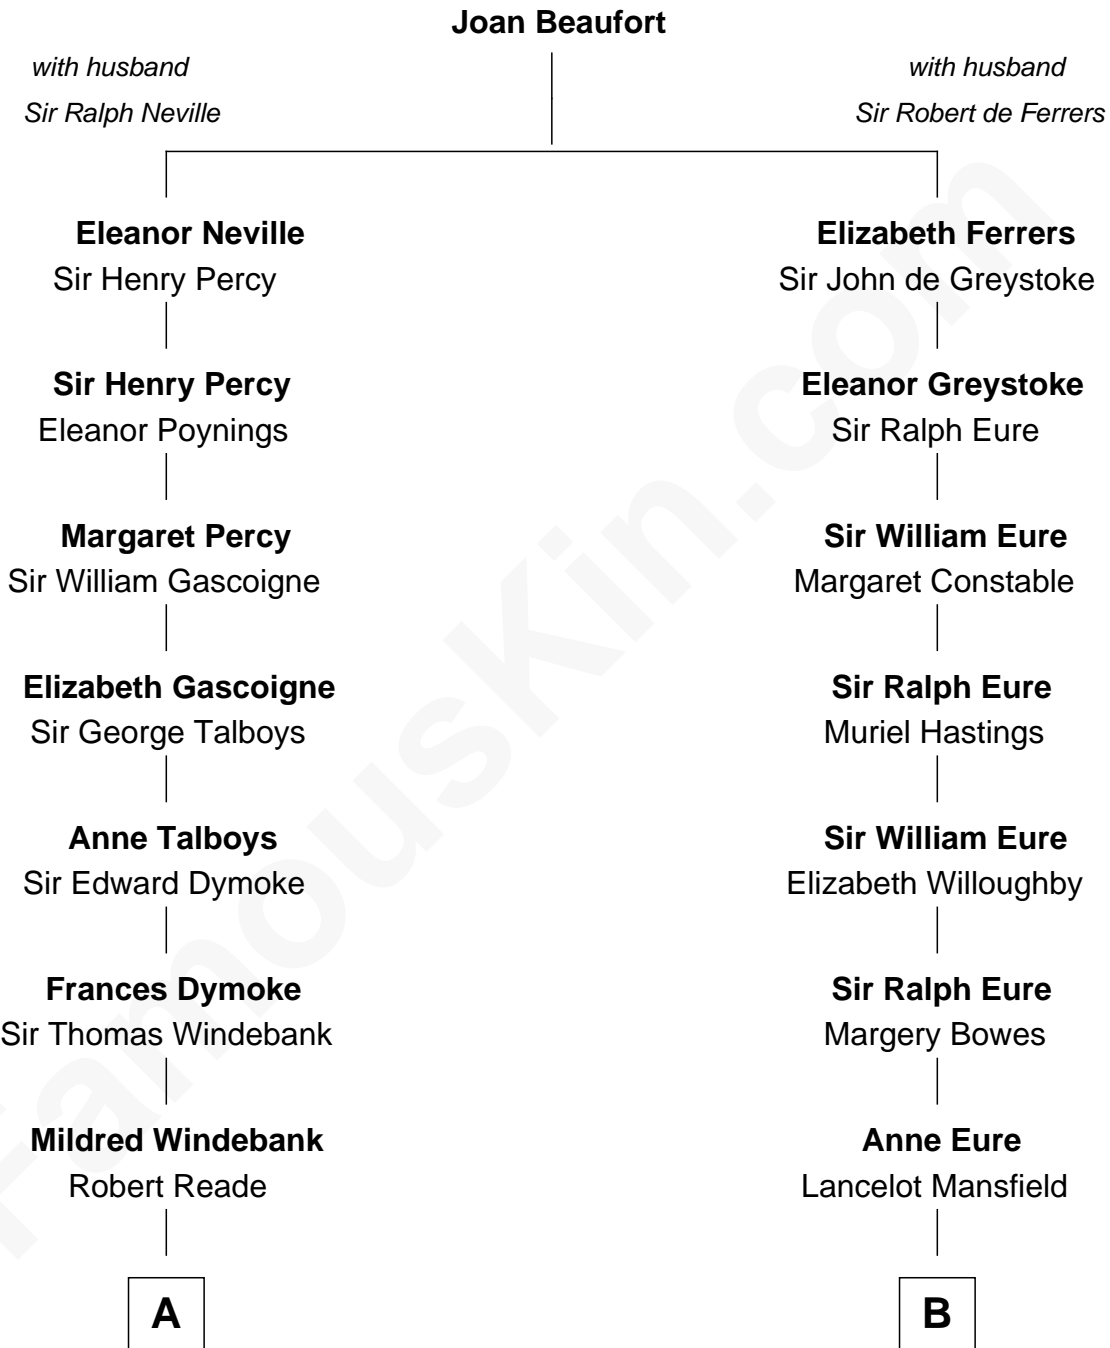 Joan Beaufort
with husband
Sir Ralph Neville
with husband
Sir Robert de Ferrers
Eleanor Neville
Sir Henry Percy
Elizabeth Ferrers
Sir John de Greystoke
Sir Henry Percy
Eleanor Poynings
Eleanor Greystoke
Sir Ralph Eure
Margaret Percy
Sir William Gascoigne
Sir William Eure
Margaret Constable
Elizabeth Gascoigne
Sir George Talboys
Sir Ralph Eure
Muriel Hastings
Anne Talboys
Sir Edward Dymoke
Sir William Eure
Elizabeth Willoughby
Frances Dymoke
Sir Thomas Windebank
Sir Ralph Eure
Margery Bowes
Mildred Windebank
Robert Reade
Anne Eure
Lancelot Mansfield
A
B
FamousKin.com